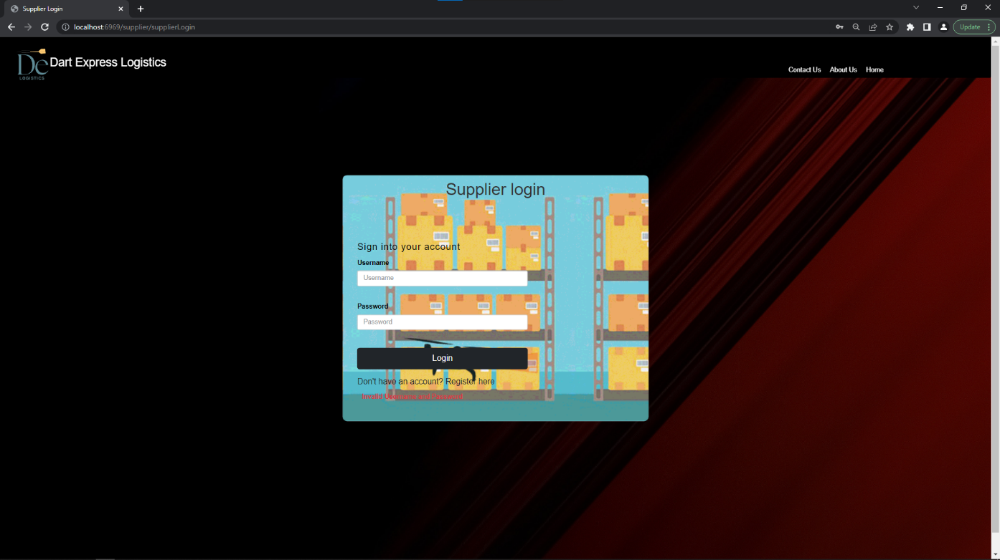 Supplier Login
localhost:6969/supplier/supplierLogin
Update
De
LOGISTICS
Dart Express Logistics
Contact Us About Us Home
Supplier login
Sign into your account
Username
Username
Password
Password
Login
Don't have an account? Register here
Invalid Username and Password